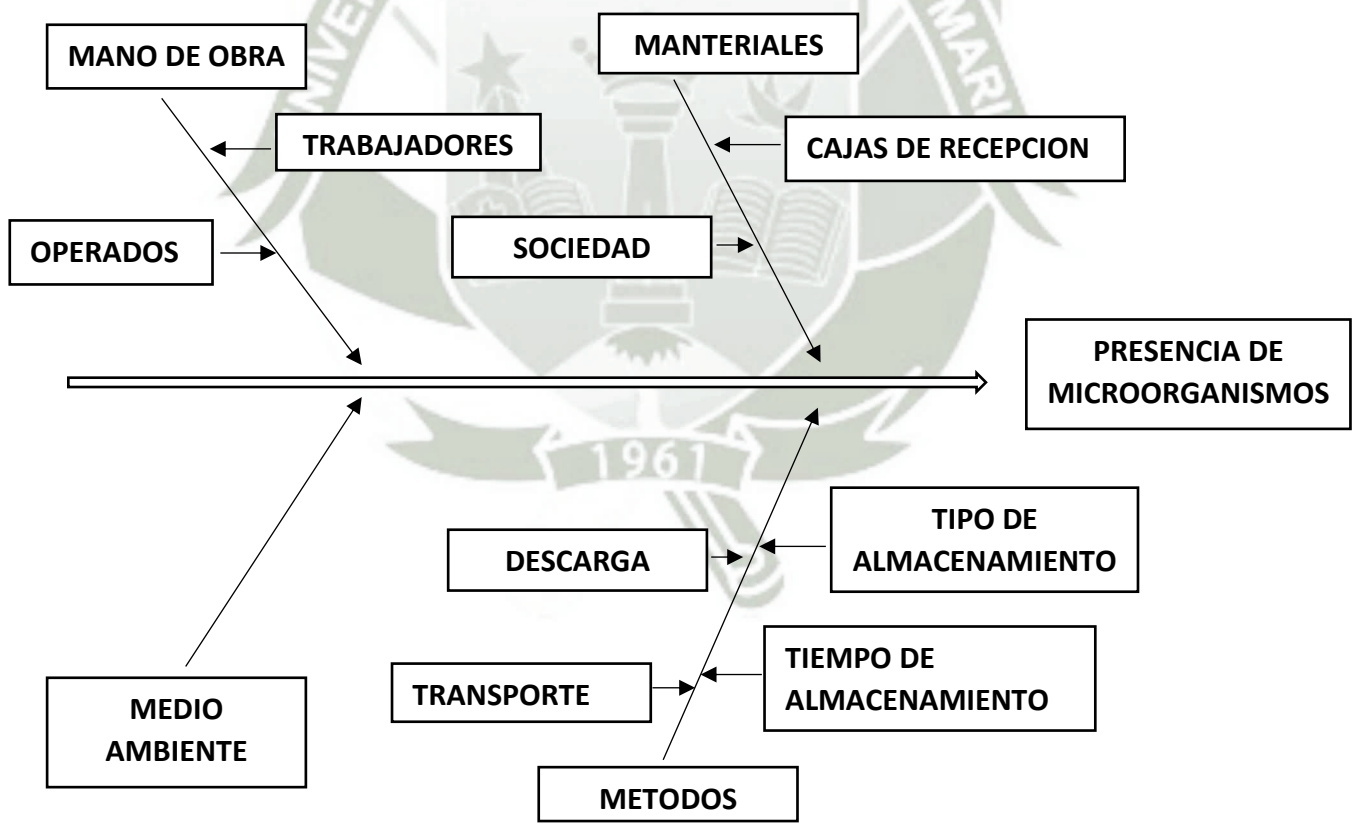 MANO DE OBRA
MANTERIALES
TRABAJADORES
CAJAS DE RECEPCION
OPERADOS
SOCIEDAD
PRESENCIA DE
MICROORGANISMOS
1961
TIPO DE
ALMACENAMIENTO
DESCARGA
TIEMPO DE
ALMACENAMIENTO
TRANSPORTE
MEDIO
AMBIENTE
METODOS